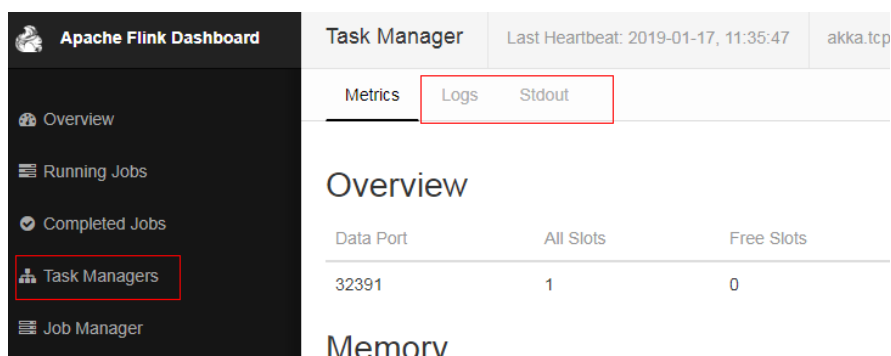 Apache Flink Dashboard
Overview
Running Jobs
Completed Jobs
Task Managers
Job Manager
Task Manager Last Heartbeat: 2019-01-17, 11:35:47 akka.tcp
Metrics Logs Stdout
Overview
Data Port All Slots Free Slots
32391 1 0
Memory